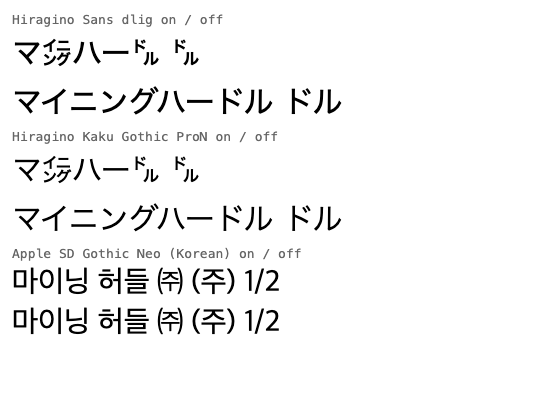 Hiragino Sans dlig on / off
マイニングハードル ドル
マイニングハードル ドル
Hiragino Kaku Gothic ProN on / off
マイニングハードル ドル
マイニングハードル ドル
Apple SD Gothic Neo (Korean) on / off
마이닝 허들 ㈜ (주) 1/2
마이닝 허들 ㈜ (주) 1/2